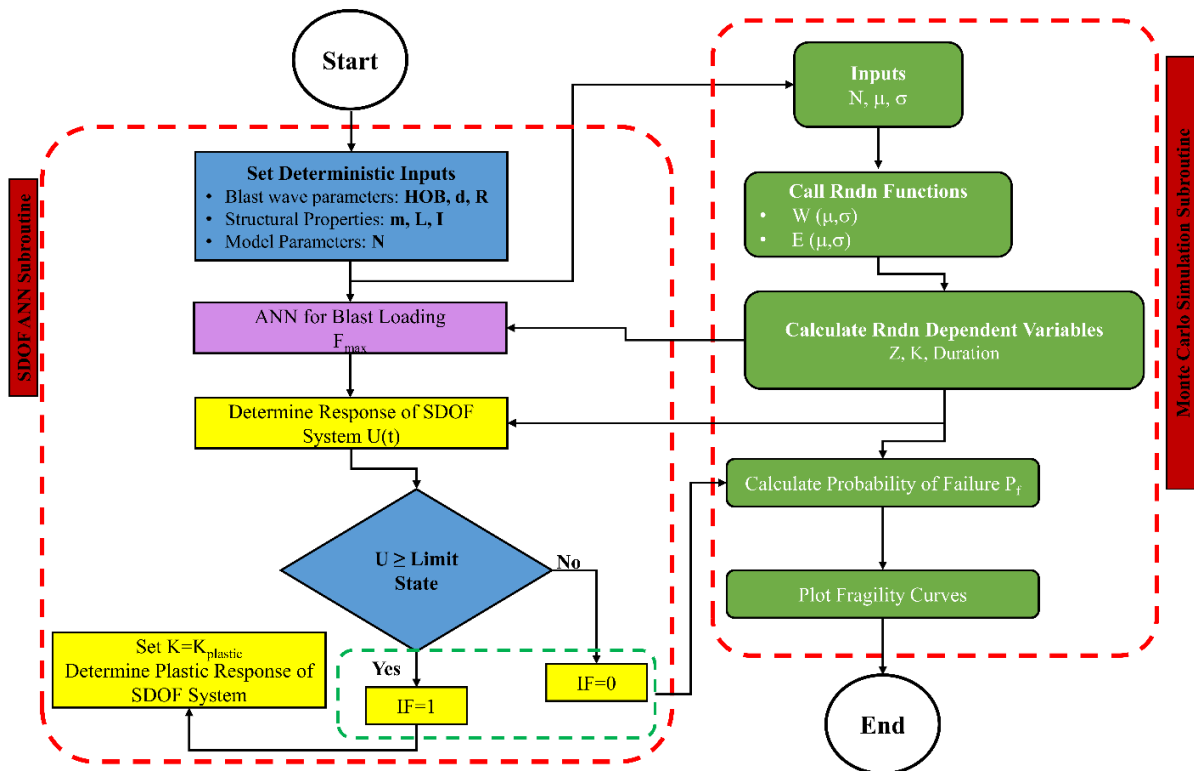 Start
SDOF ANN Subroutine
Set Deterministic Inputs
• Blast wave parameters: HOB, d, R
• Structural Properties: m, L, I
• Model Parameters: N
ANN for Blast Loading
Fmax
Determine Response of SDOF
System U(t)
U ≥ Limit
State
No
Yes
IF=0
IF=1
Set K=Kplastic
Determine Plastic Response of
SDOF System
Monte Carlo Simulation Subroutine
Inputs
N, μ, σ
Call Rndn Functions
• W (μ,σ)
• E (μ,σ)
Calculate Rndn Dependent Variables
Z, K, Duration
Calculate Probability of Failure Pf
Plot Fragility Curves
End